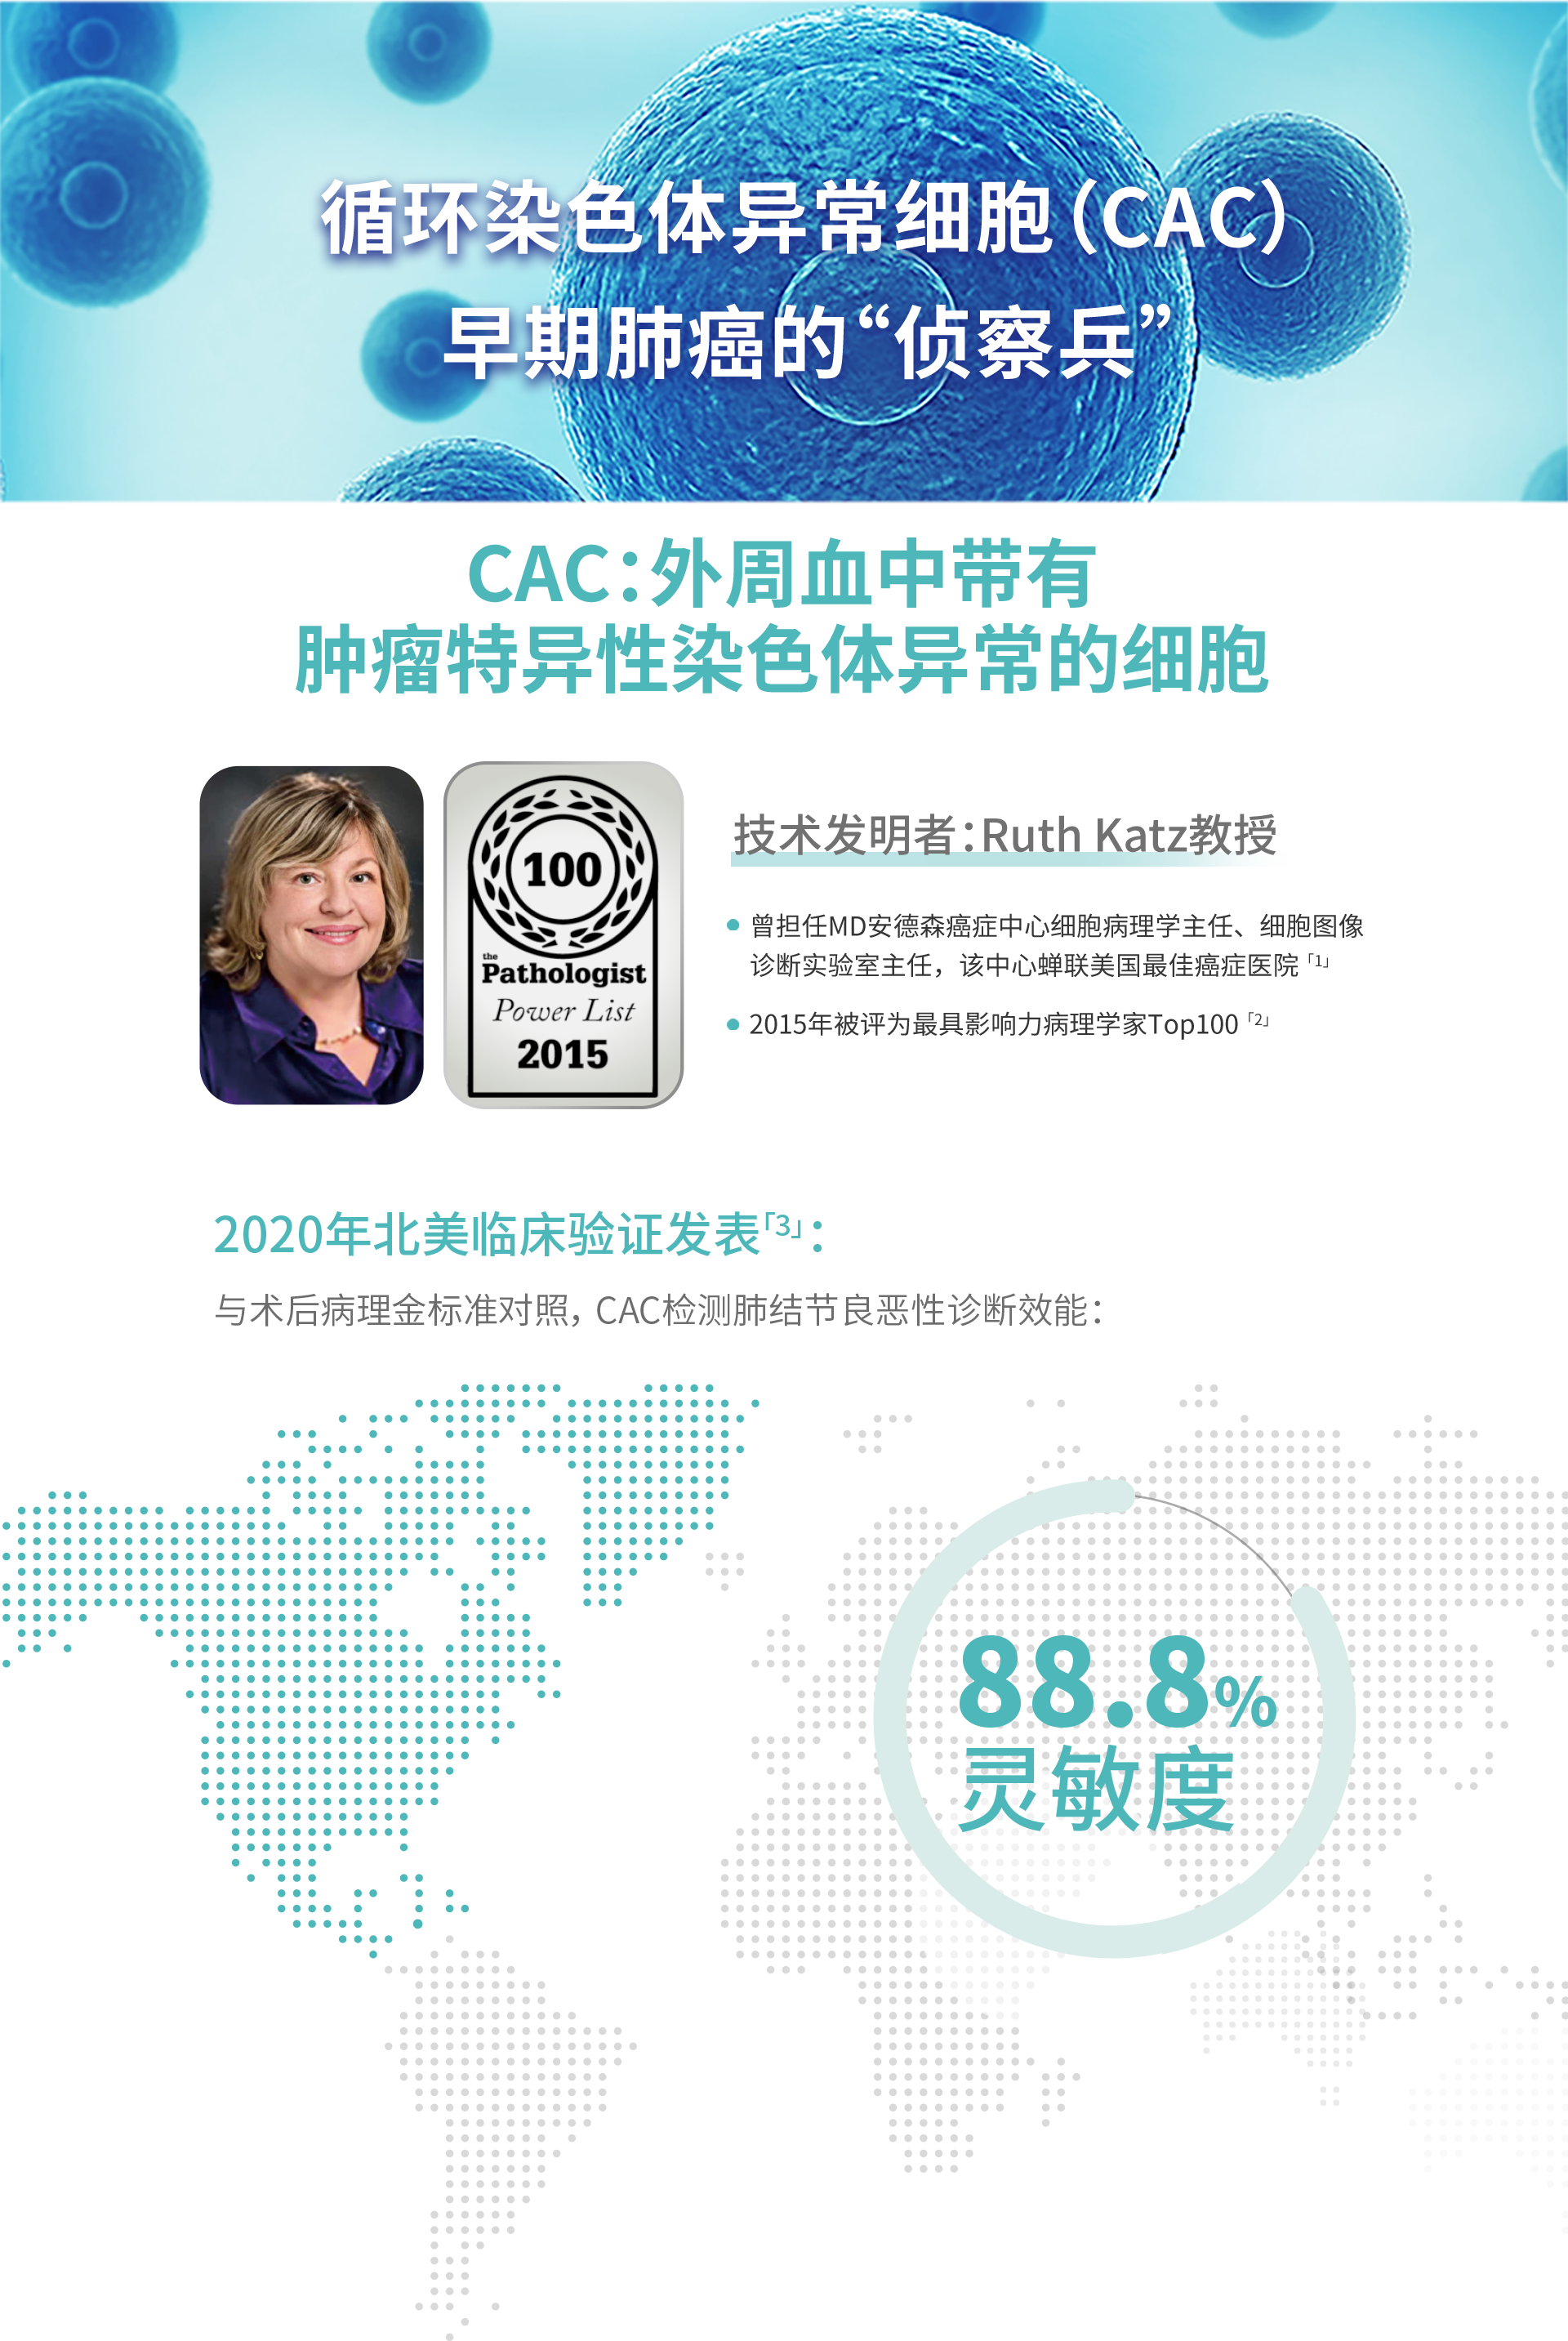 循环染色体异常细胞（CAC）
早期肺癌的“侦察兵”
CAC：外周血中带有
肿瘤特异性染色体异常的细胞
100
the
Pathologist
Power List
2015
技术发明者：Ruth Katz教授
曾担任MD安德森癌症中心细胞病理学主任、细胞图像
诊断实验室主任，该中心蝉联美国最佳癌症医院「1」
2015年被评为最具影响力病理学家Top100「2」
2020年北美临床验证发表「3」：
与术后病理金标准对照，CAC检测肺结节良恶性诊断效能：
88.8%
灵敏度